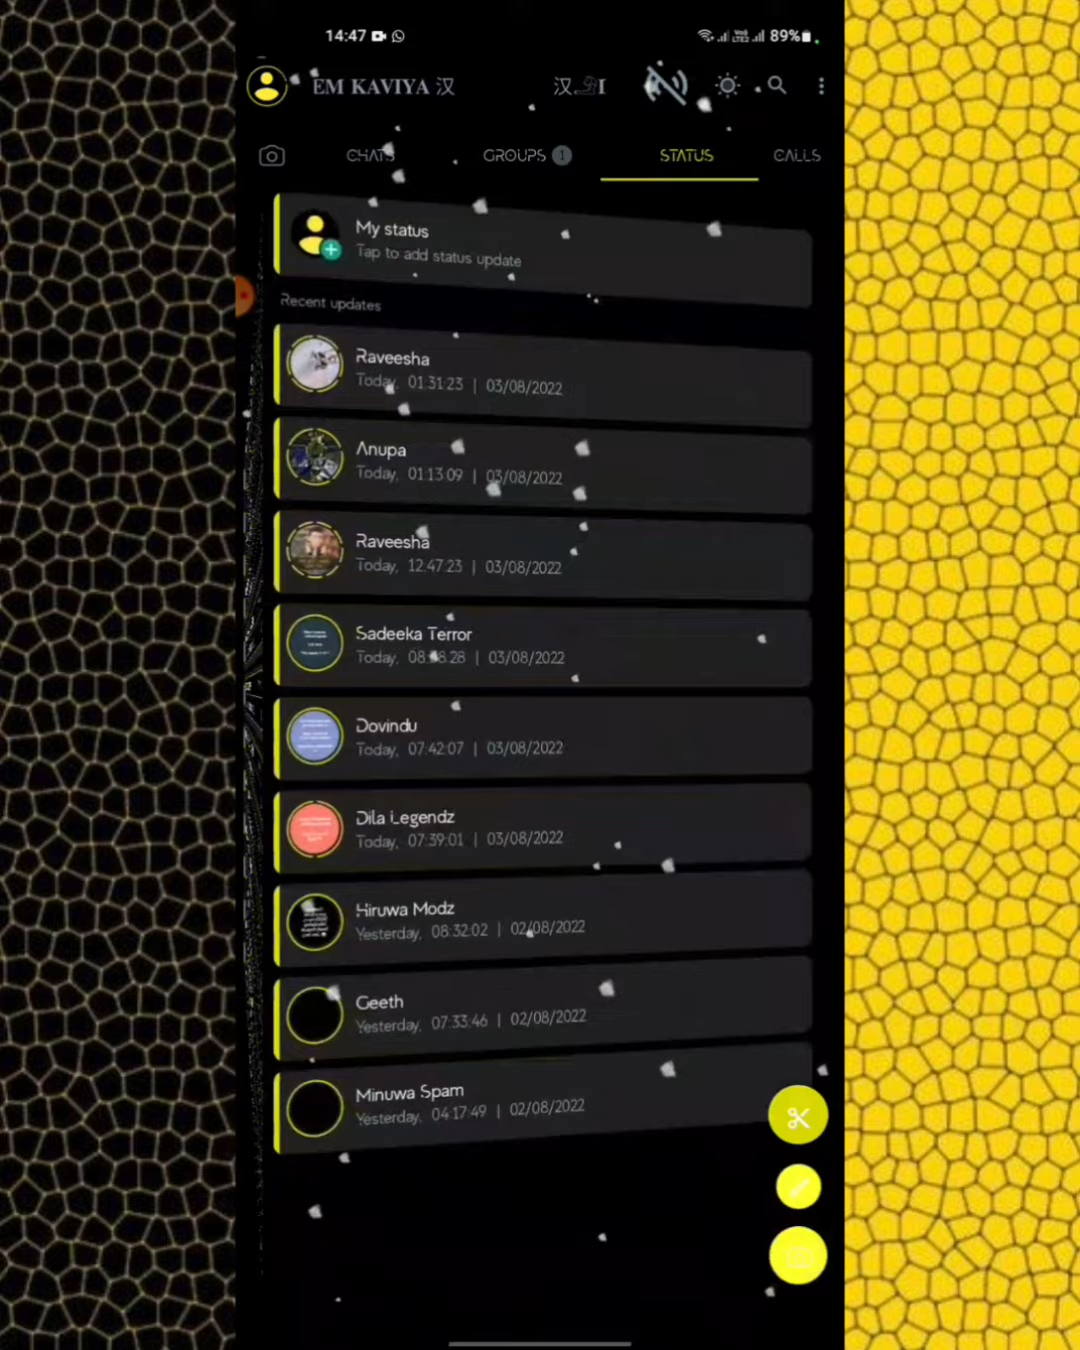 14:47 89%
EM KAVIYA 汉
汉 I
CHATS GROUPS 1 STATUS CALLS
My status
Tap to add status update
Recent updates
Raveesha
Today, 01:31:23 | 03/08/2022
Anupa
Today, 01:13:09 | 03/08/2022
Raveesha
Today, 12:47:23 | 03/08/2022
Sadeeka Terror
Today, 08:58:28 | 03/08/2022
Dovindu
Today, 07:42:07 | 03/08/2022
Dila Legendz
Today, 07:39:01 | 03/08/2022
Hiruwa Modz
Yesterday, 08:32:02 | 02/08/2022
Geeth
Yesterday, 07:33:46 | 02/08/2022
Minuwa Spam
Yesterday, 04:17:49 | 02/08/2022